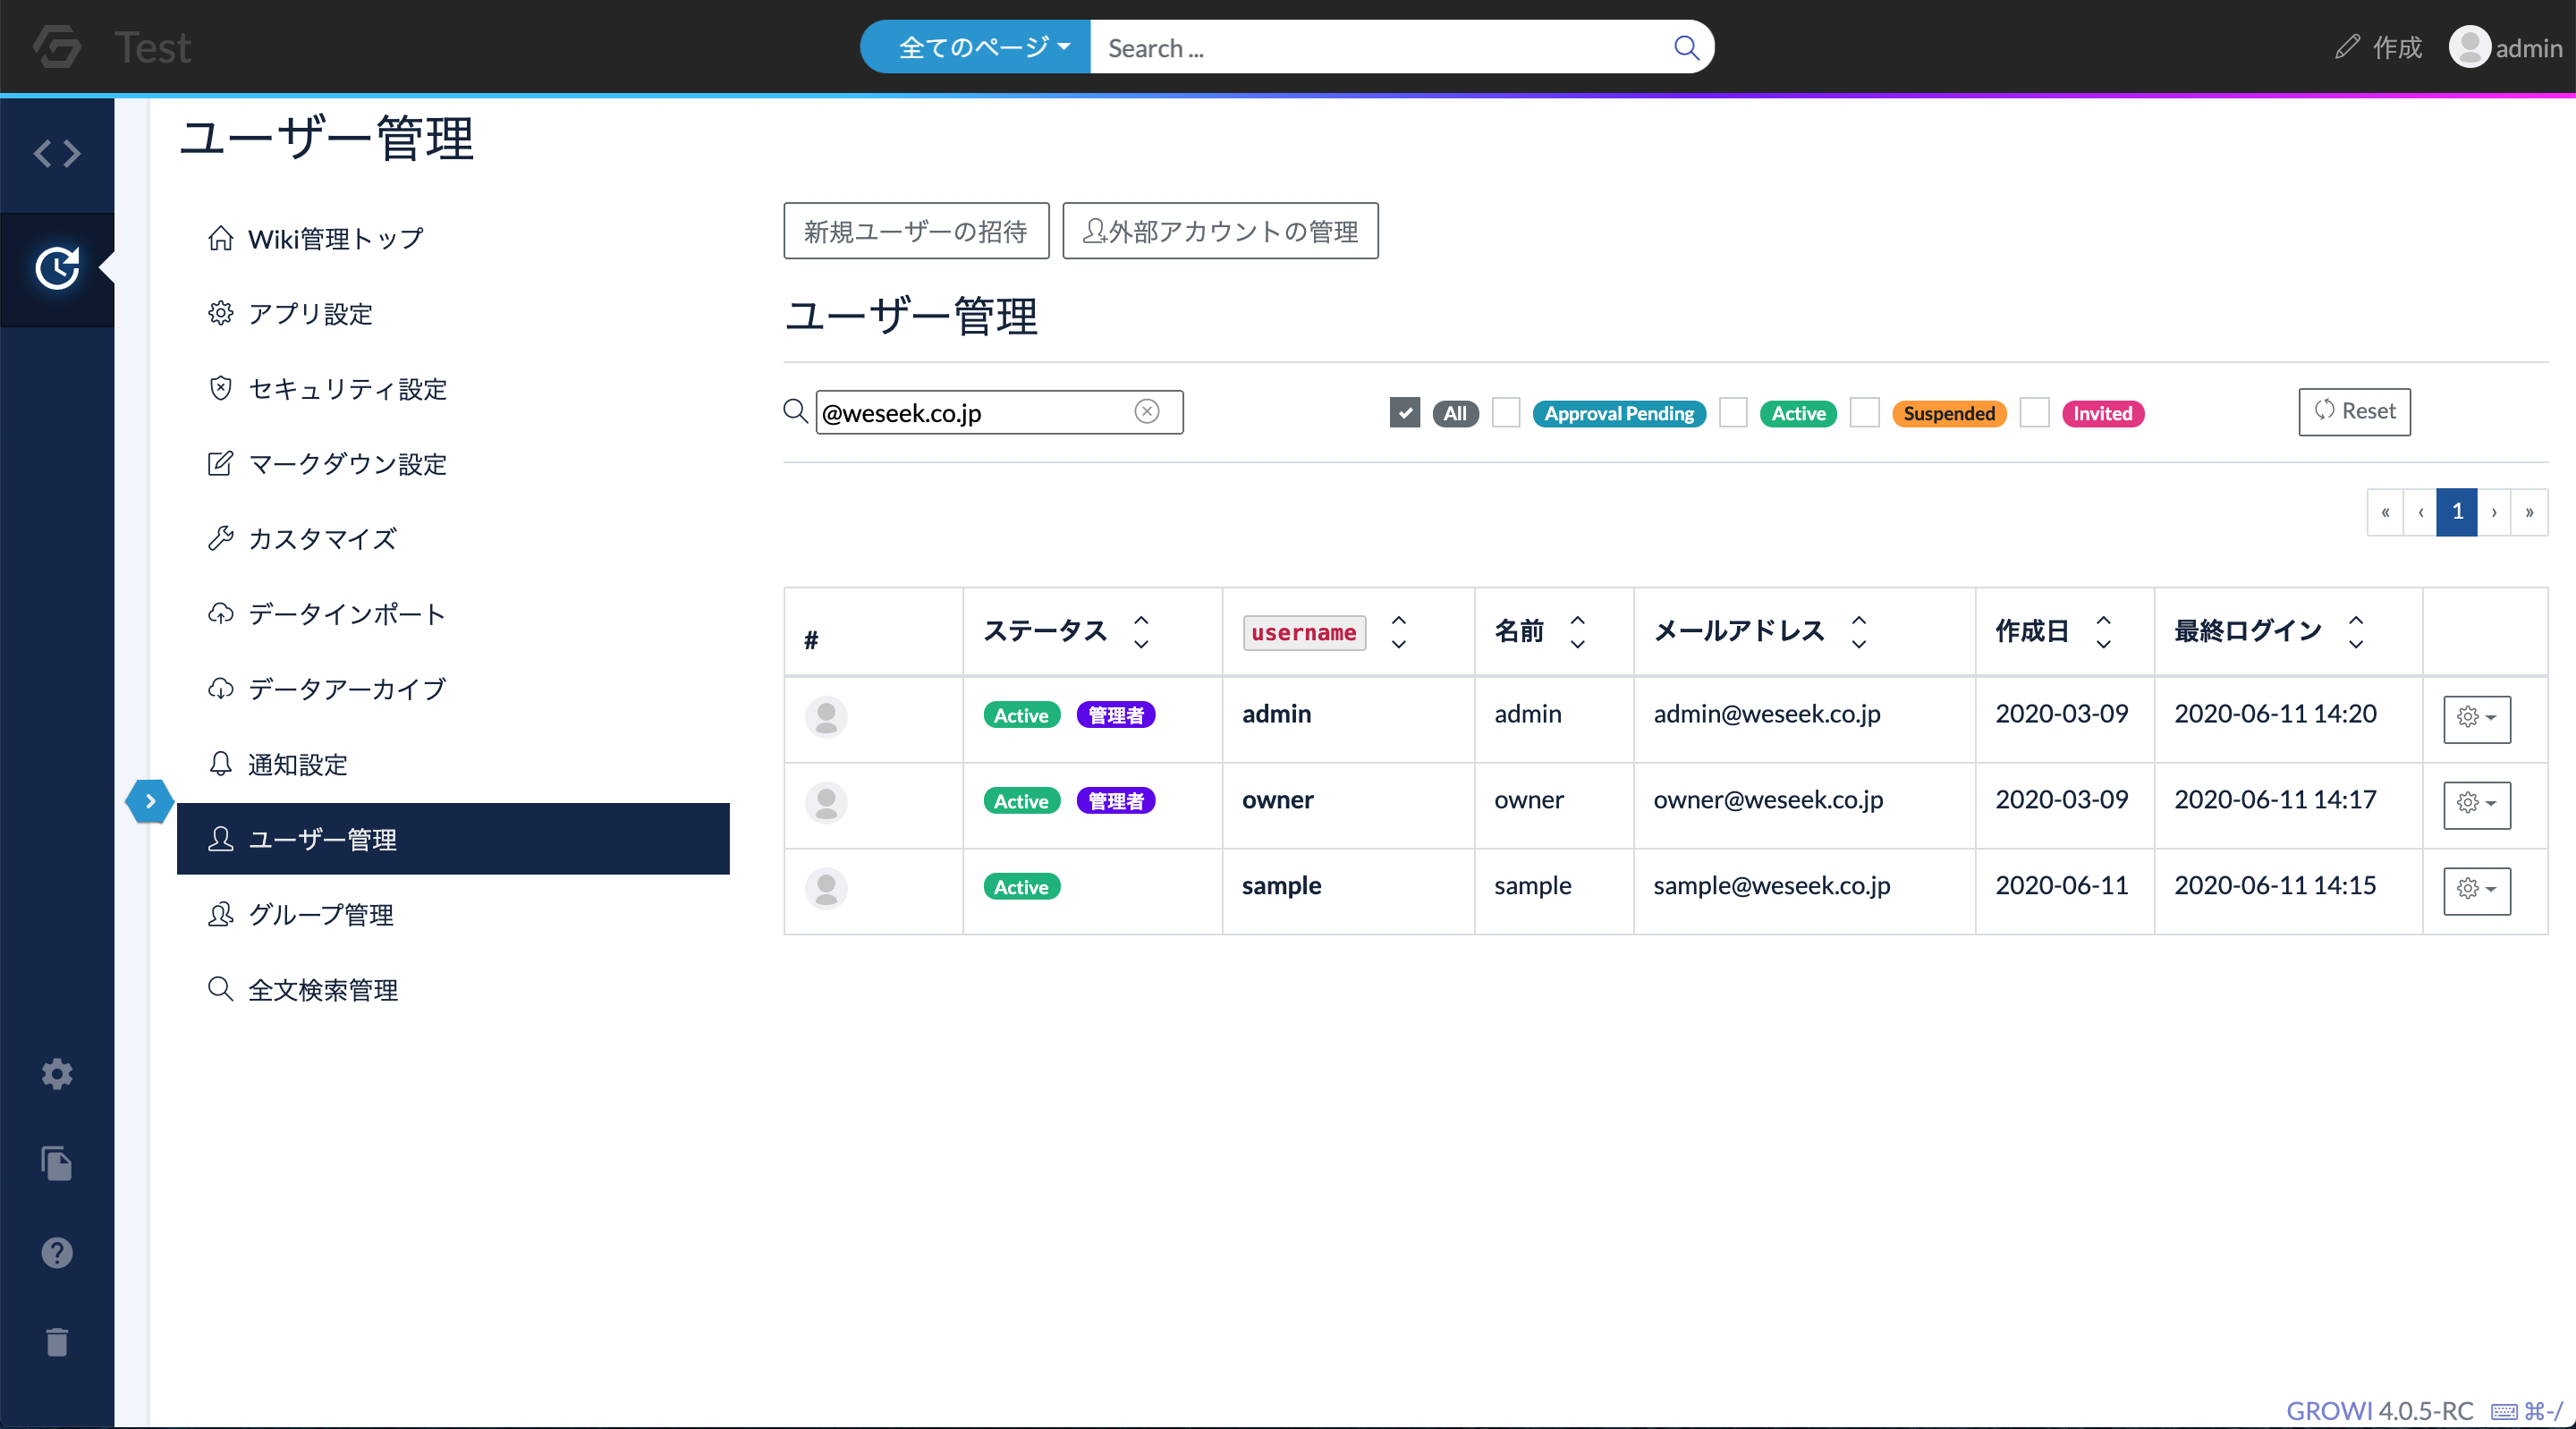 Test
全てのページ
Search ...
作成
admin
ユーザー管理
Wiki管理トップ
アプリ設定
セキュリティ設定
マークダウン設定
カスタマイズ
データインポート
データアーカイブ
通知設定
ユーザー管理
グループ管理
全文検索管理
新規ユーザーの招待 外部アカウントの管理
ユーザー管理
@weseek.co.jp All Approval Pending Active Suspended Invited Reset
« ‹ 1 › »
# ステータス username 名前 メールアドレス 作成日 最終ログイン
Active 管理者 admin admin admin@weseek.co.jp 2020-03-09 2020-06-11 14:20
Active 管理者 owner owner owner@weseek.co.jp 2020-03-09 2020-06-11 14:17
Active sample sample sample@weseek.co.jp 2020-06-11 2020-06-11 14:15
GROWI 4.0.5-RC ⌘-/